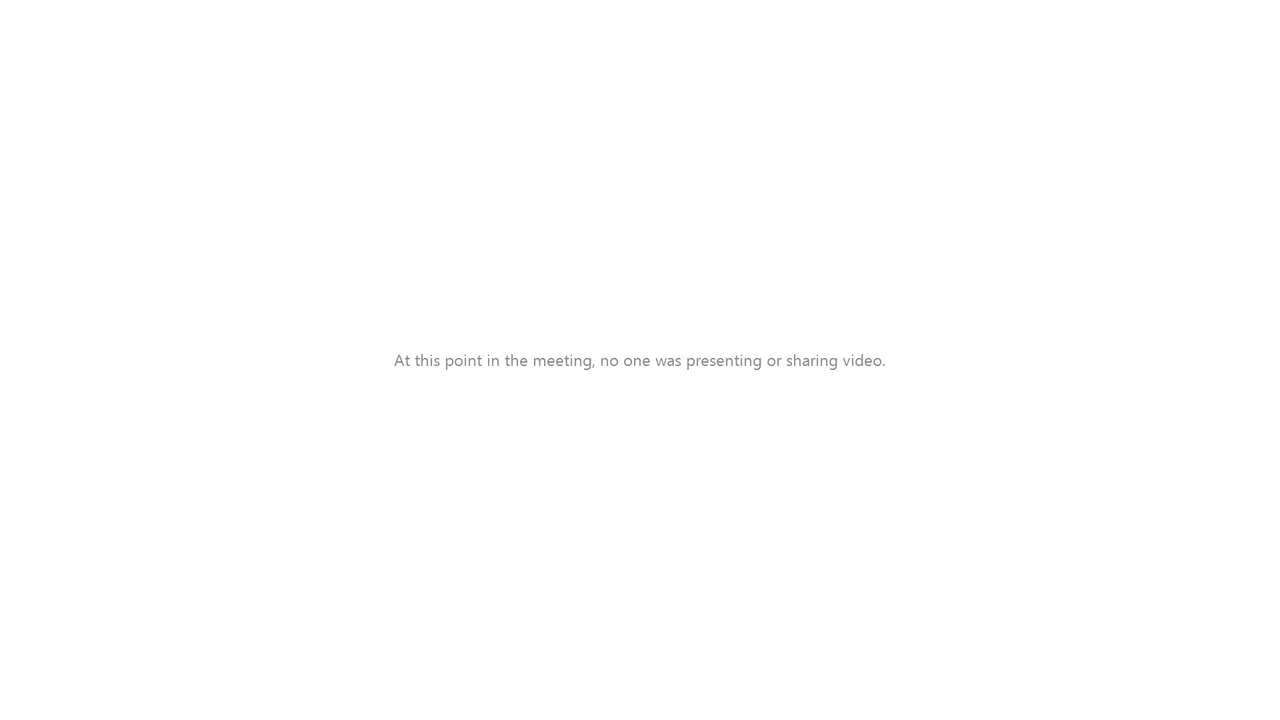 At this point in the meeting, no one was presenting or sharing video.